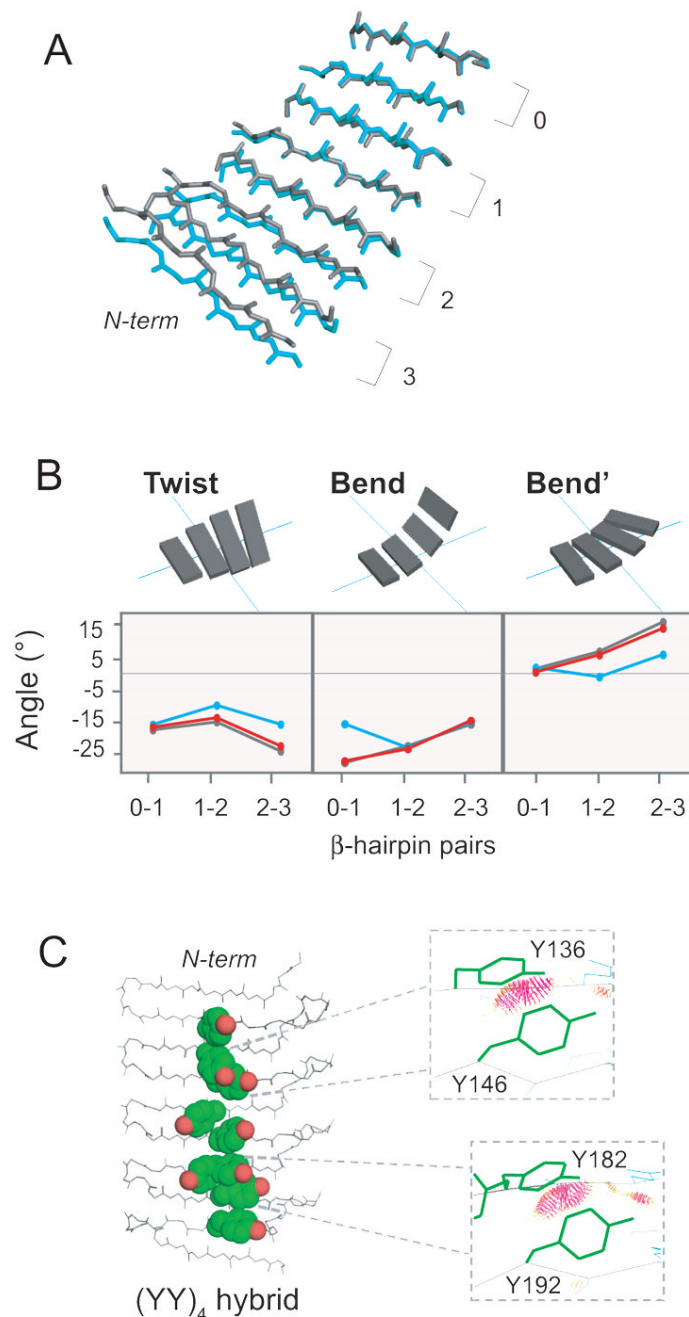 A
0
1
2
3
N-term
B
Twist Bend Bend'
Angle (°)
15
5
-5
-15
-25
0-1 1-2 2-3 0-1 1-2 2-3 0-1 1-2 2-3
β-hairpin pairs
C
N-term
(YY)₄ hybrid
Y136
Y146
Y182
Y192